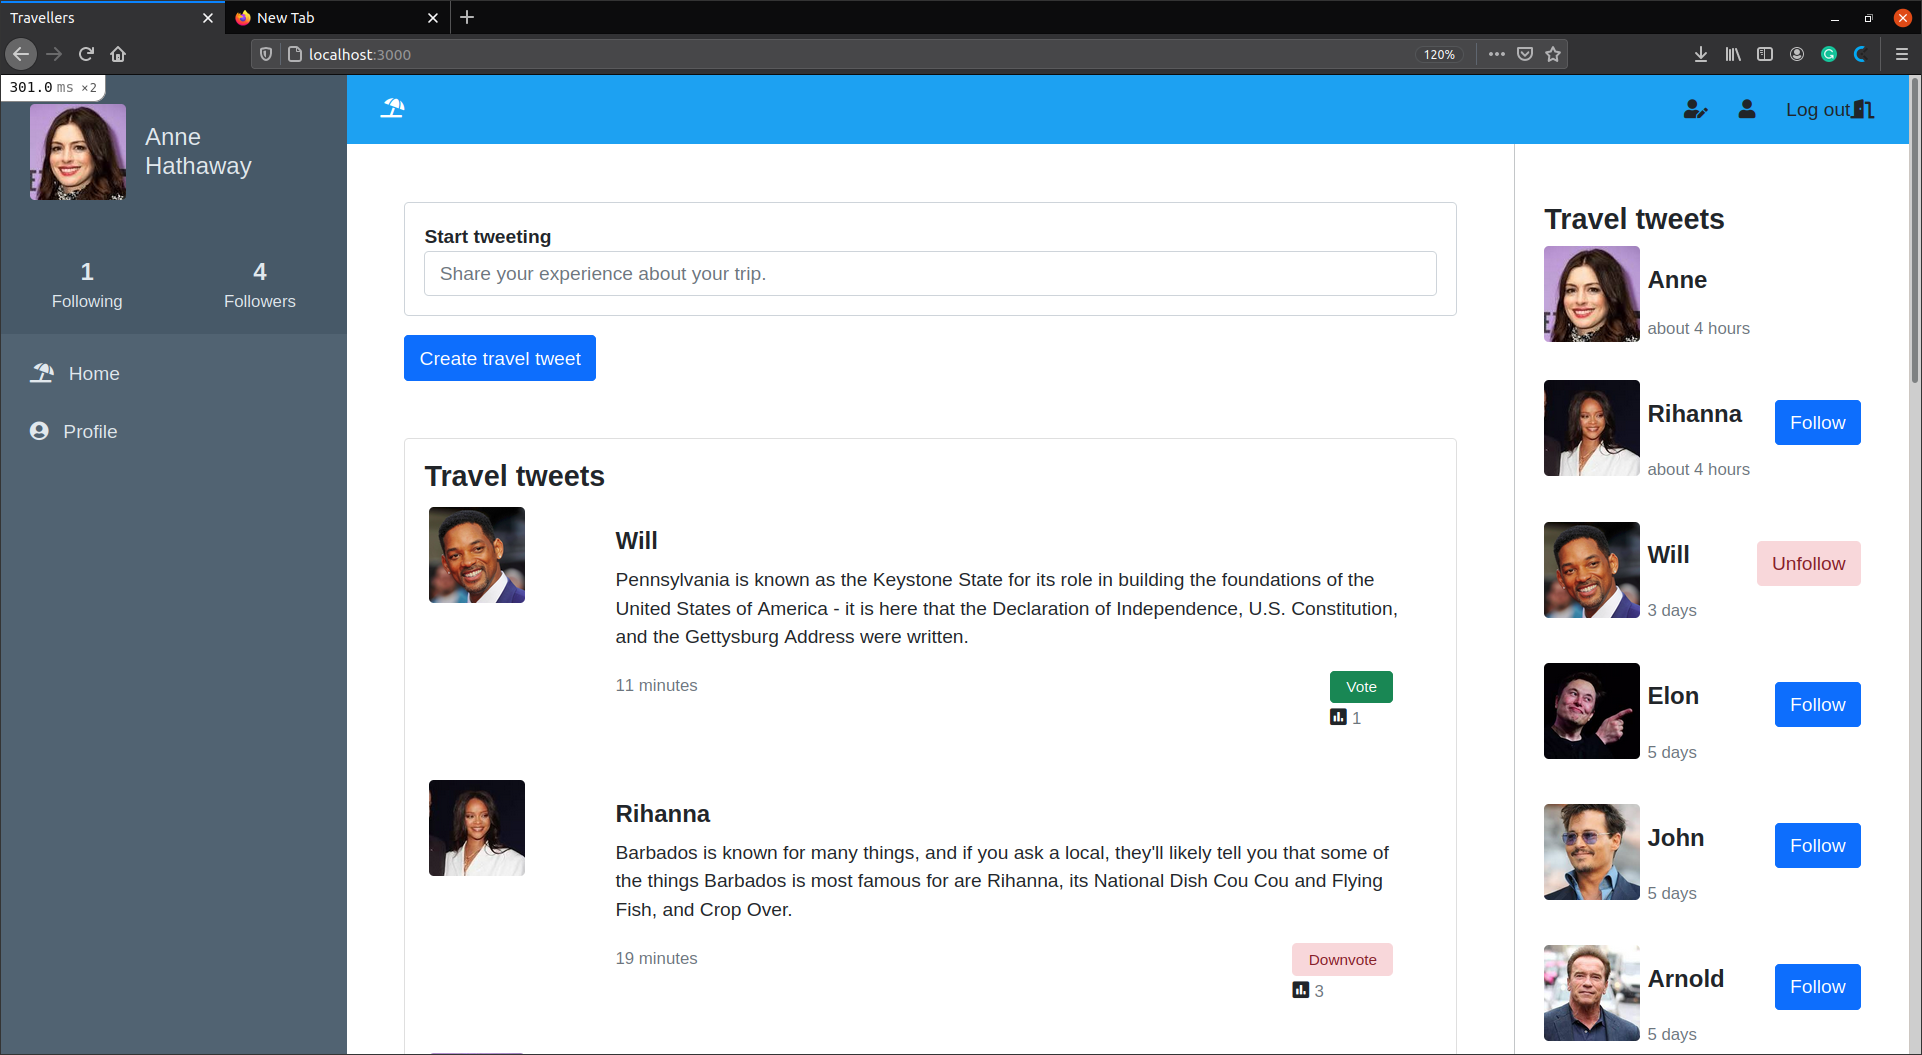 Travellers
New Tab
localhost:3000
120%
301.0 ms ×2
Anne
Hathaway
1
Following
4
Followers
Home
Profile
Log out
Start tweeting
Share your experience about your trip.
Create travel tweet
Travel tweets
Will
Pennsylvania is known as the Keystone State for its role in building the foundations of the
United States of America - it is here that the Declaration of Independence, U.S. Constitution,
and the Gettysburg Address were written.
11 minutes
Vote
1
Rihanna
Barbados is known for many things, and if you ask a local, they'll likely tell you that some of
the things Barbados is most famous for are Rihanna, its National Dish Cou Cou and Flying
Fish, and Crop Over.
19 minutes
Downvote
3
Travel tweets
Anne
about 4 hours
Rihanna
Follow
about 4 hours
Will
Unfollow
3 days
Elon
Follow
5 days
John
Follow
5 days
Arnold
Follow
5 days